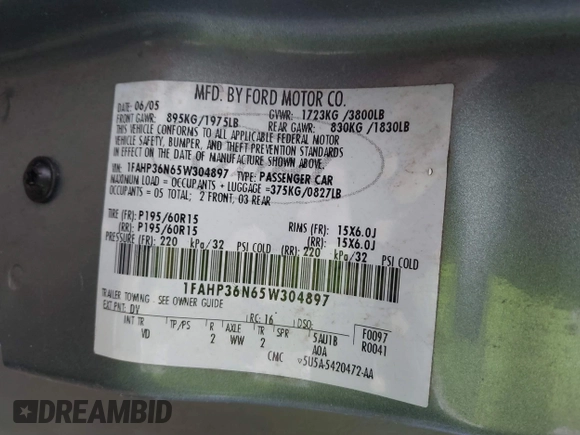 MFD. BY FORD MOTOR CO.
DATE: 06/05 GVWR: 1723KG /3800LB
FRONT GAWR: 895KG/1975LB REAR GAWR: 830KG/1830LB
THIS VEHICLE CONFORMS TO ALL APPLICABLE FEDERAL MOTOR
VEHICLE SAFETY, BUMPER, AND THEFT PREVENTION STANDARDS
IN EFFECT ON THE DATE OF MANUFACTURE SHOWN ABOVE.
VIN: 1FAHP36N65W304897 TYPE: PASSENGER CAR
MAXIMUM LOAD = OCCUPANTS + LUGGAGE =375KG/0827LB
OCCUPANTS = 05 TOTAL; 2 FRONT, 03 REAR
TIRE (FR): P195/60R15 RIMS (FR): 15X6.0J
(RR): P195/60R15 (RR): 15X6.0J
PRESSURE (FR): 220 kPa/32 PSI COLD (RR): 220 kPa/32 PSI COLD
1FAHP36N65W304897
TRAILER TOWING - SEE OWNER GUIDE
EXT PNT: DV RC: 16 DSO: F0097
INT TR TP/PS R AXLE TR SPR 5AU1B R0041
VD 2 WW 2 A0A
CMC V5U5A-5420472-AA
DREAMBID